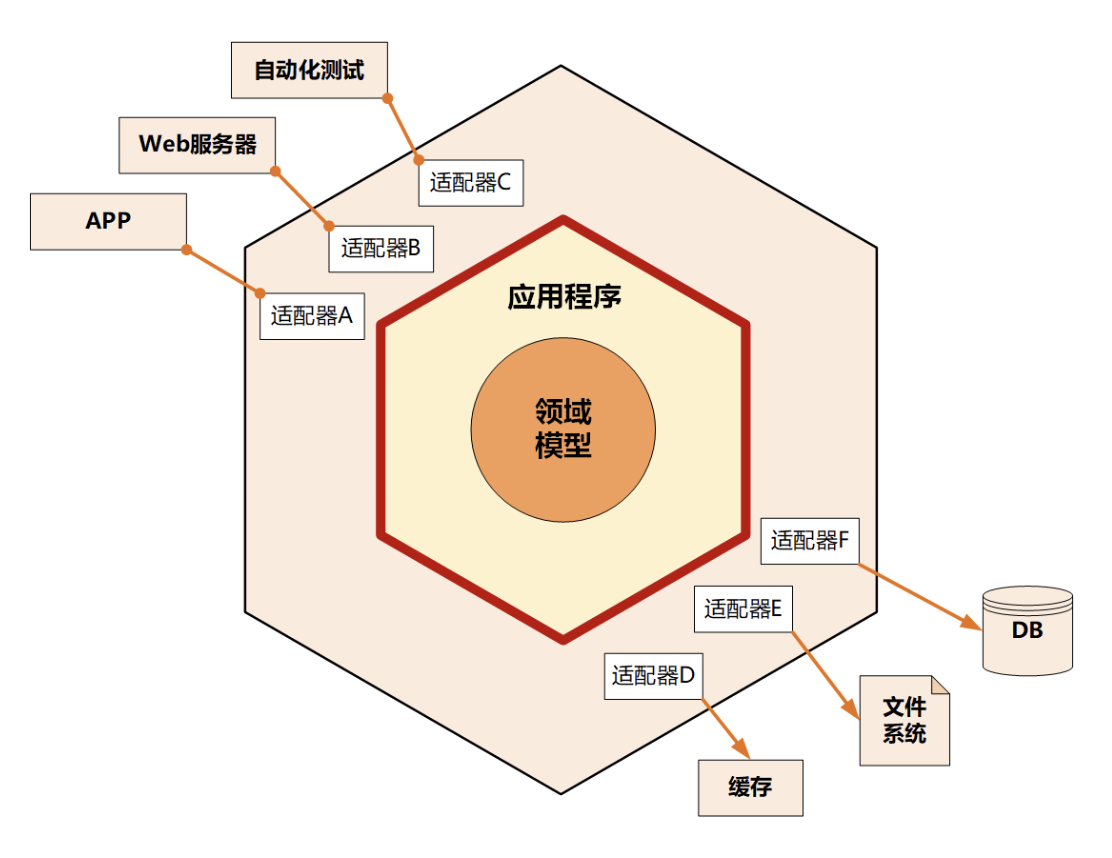 自动化测试
Web服务器
适配器C
APP
适配器B
适配器A
应用程序
领域
模型
适配器F
适配器E
DB
适配器D
文件
系统
缓存